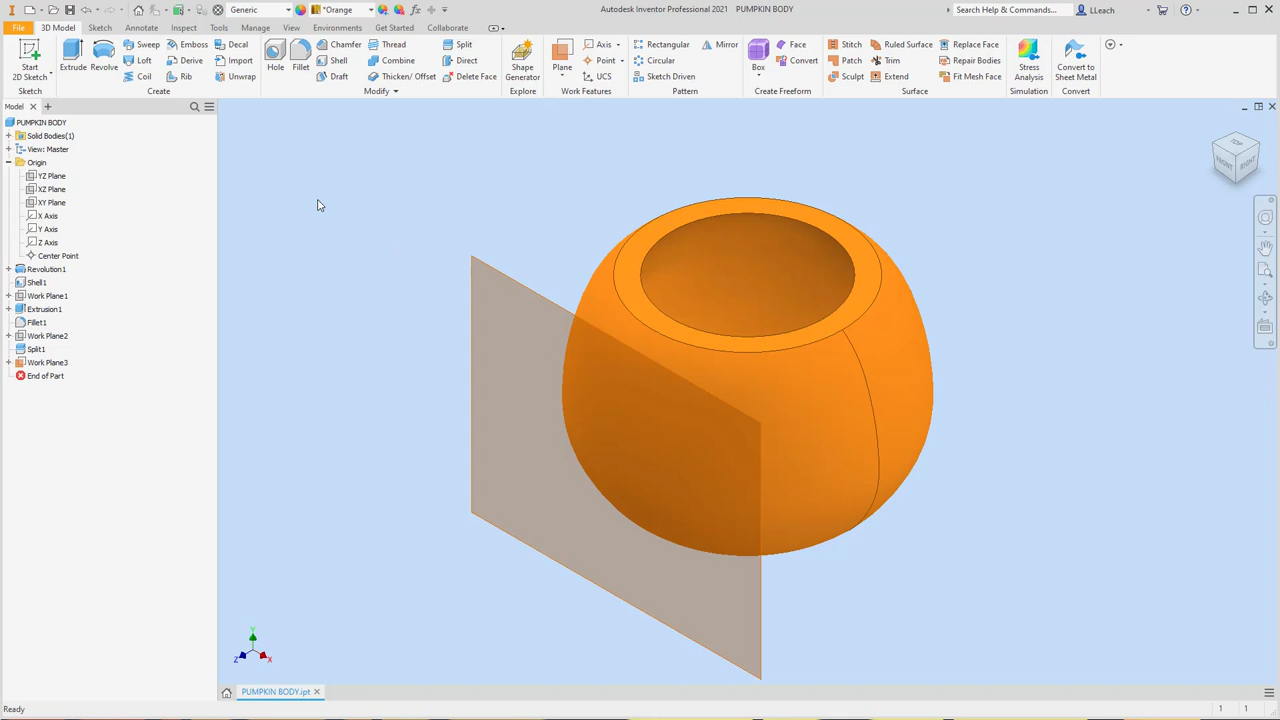 Generic
*Orange
Autodesk Inventor Professional 2021 PUMPKIN BODY
Search Help & Commands...
LLeach
File 3D Model Sketch Annotate Inspect Tools Manage View Environments Get Started Collaborate
Start
2D Sketch
Sketch
Extrude
Revolve
Sweep
Loft
Coil
Emboss
Derive
Rib
Decal
Import
Unwrap
Create
Hole
Fillet
Chamfer
Shell
Draft
Thread
Combine
Thicken/ Offset
Split
Direct
Delete Face
Modify
Shape
Generator
Explore
Plane
Axis
Point
UCS
Work Features
Rectangular
Circular
Sketch Driven
Mirror
Pattern
Box
Face
Convert
Create Freeform
Stitch
Patch
Sculpt
Ruled Surface
Trim
Extend
Replace Face
Repair Bodies
Fit Mesh Face
Surface
Stress
Analysis
Simulation
Convert to
Sheet Metal
Convert
Model
PUMPKIN BODY
Solid Bodies(1)
View: Master
Origin
YZ Plane
XZ Plane
XY Plane
X Axis
Y Axis
Z Axis
Center Point
Revolution1
Shell1
Work Plane1
Extrusion1
Fillet1
Work Plane2
Split1
Work Plane3
End of Part
TOP
FRONT
RIGHT
Y
Z
X
PUMPKIN BODY.ipt
Ready
1 1